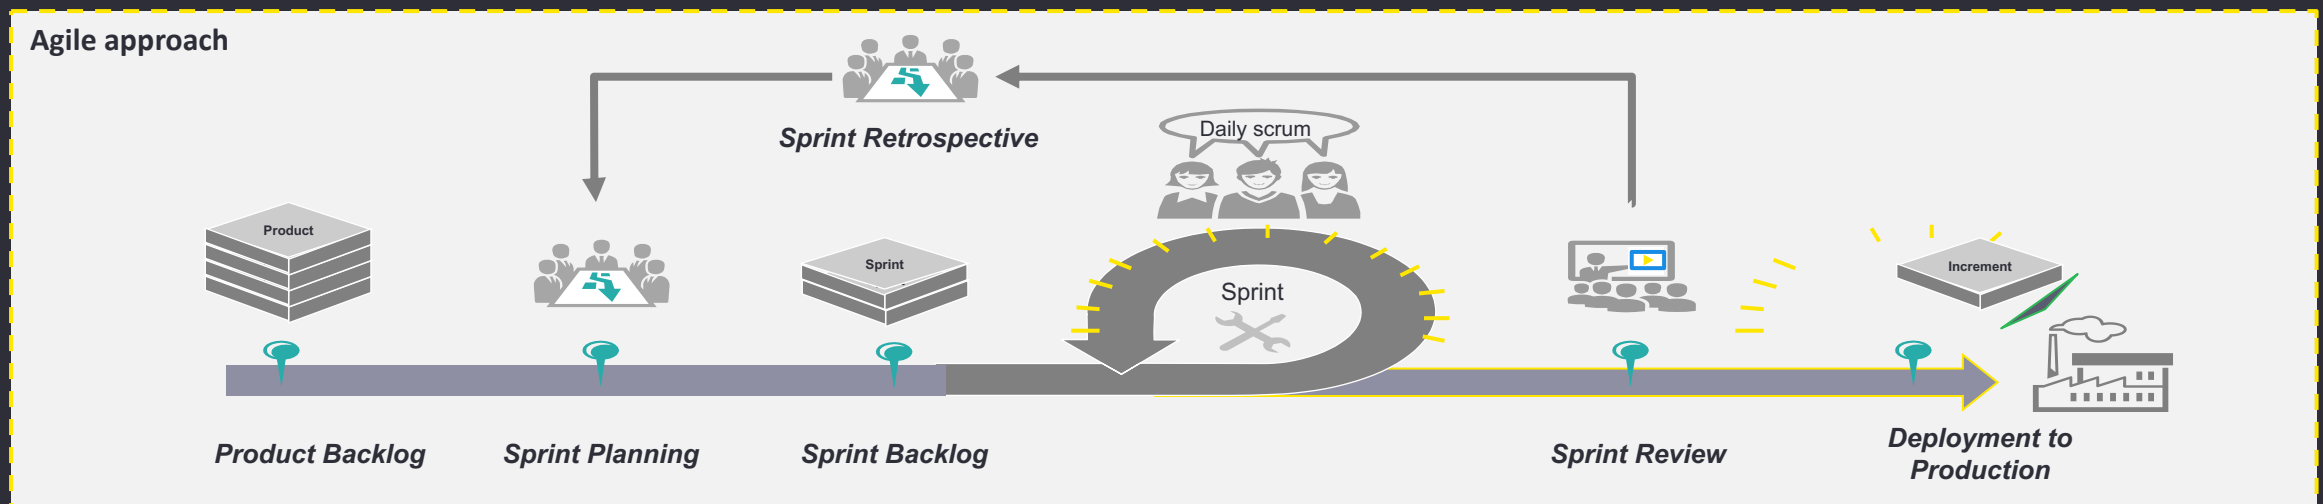 Agile approach
Sprint Retrospective
Daily scrum
Product
Sprint
Sprint
Increment
Product Backlog
Sprint Planning
Sprint Backlog
Sprint Review
Deployment to
Production